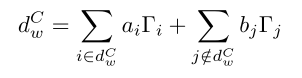 $d_w^C = \sum_{i \in d_w^C} a_i \Gamma_i + \sum_{j \notin d_w^C} b_j \Gamma_j$